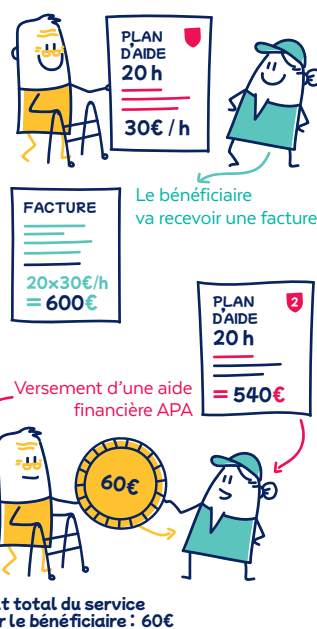 PLAN
D'AIDE
20 h
30€ / h
Le bénéficiaire
va recevoir une facture
FACTURE
20x30€/h
= 600€
PLAN
D'AIDE
2
20 h
= 540€
Versement d'une aide
financière APA
60€
total du service
le bénéficiaire : 60€